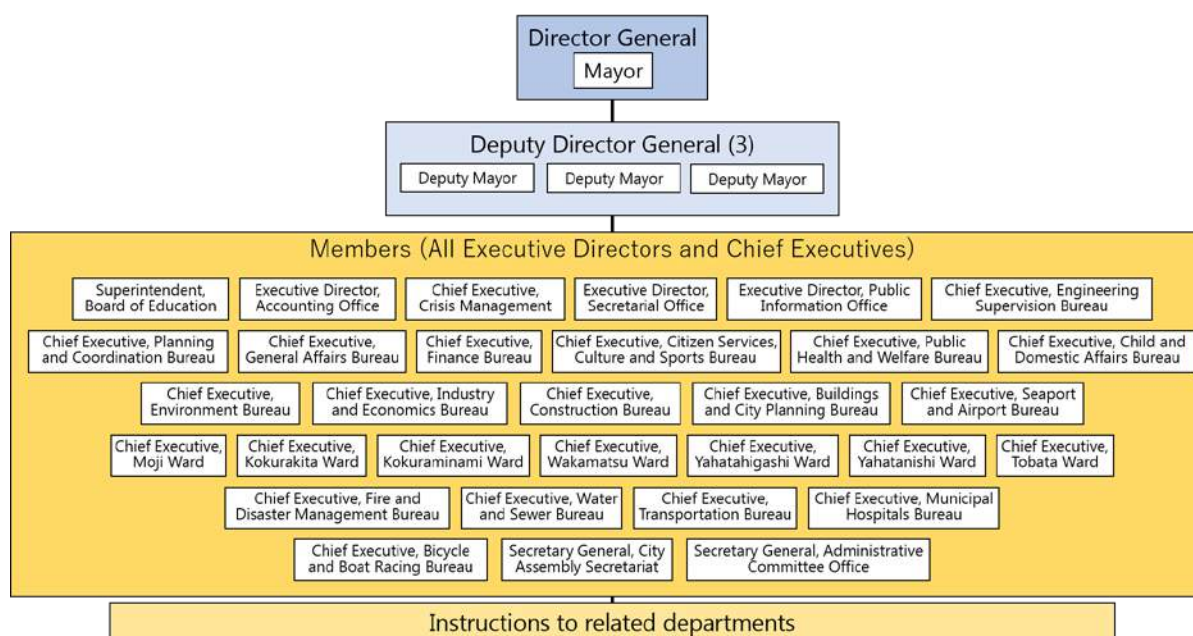 Director General
Mayor
Deputy Director General (3)
Deputy Mayor
Deputy Mayor
Deputy Mayor
Members (All Executive Directors and Chief Executives)
Superintendent,
Board of Education
Executive Director,
Accounting Office
Chief Executive,
Crisis Management
Executive Director,
Secretarial Office
Executive Director, Public
Information Office
Chief Executive, Engineering
Supervision Bureau
Chief Executive, Planning
and Coordination Bureau
Chief Executive,
General Affairs Bureau
Chief Executive,
Finance Bureau
Chief Executive, Citizen Services,
Culture and Sports Bureau
Chief Executive, Public
Health and Welfare Bureau
Chief Executive, Child and
Domestic Affairs Bureau
Chief Executive,
Environment Bureau
Chief Executive, Industry
and Economics Bureau
Chief Executive,
Construction Bureau
Chief Executive, Buildings
and City Planning Bureau
Chief Executive, Seaport
and Airport Bureau
Chief Executive,
Moji Ward
Chief Executive,
Kokurakita Ward
Chief Executive,
Kokuraminami Ward
Chief Executive,
Wakamatsu Ward
Chief Executive,
Yahatahigashi Ward
Chief Executive,
Yahatanishi Ward
Chief Executive,
Tobata Ward
Chief Executive, Fire and
Disaster Management Bureau
Chief Executive, Water
and Sewer Bureau
Chief Executive,
Transportation Bureau
Chief Executive, Municipal
Hospitals Bureau
Chief Executive, Bicycle
and Boat Racing Bureau
Secretary General, City
Assembly Secretariat
Secretary General, Administrative
Committee Office
Instructions to related departments